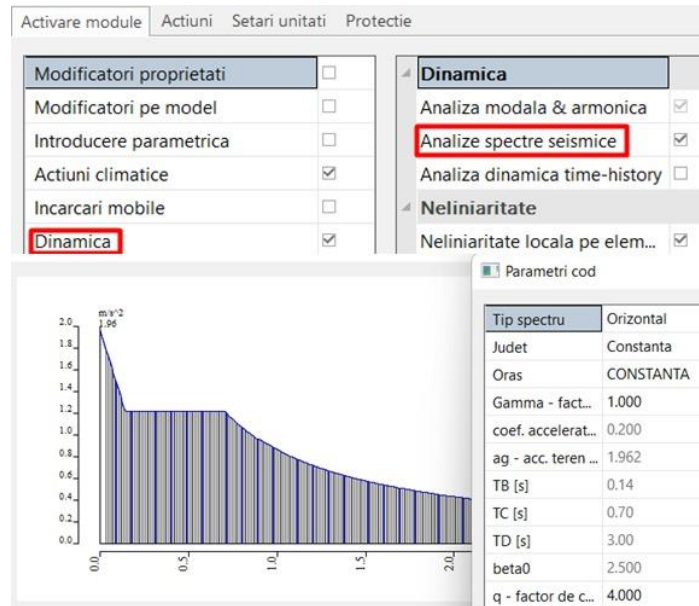 Activare module Actiuni Setari unitati Protectie
Modificatori proprietati
Modificatori pe model
Introducere parametrica
Actiuni climatice
Incarcari mobile
Dinamica
Dinamica
Analiza modala & armonica
Analize spectre seismice
Analiza dinamica time-history
Neliniaritate
Neliniaritate locala pe elem...
m/s^2
1.96
2.0
1.8
1.6
1.4
1.2
1.0
0.8
0.6
0.4
0.2
0.0
0.0 0.5 1.0 1.5 2.0
Parametri cod
Tip spectru Orizontal
Judet Constanta
Oras CONSTANTA
Gamma - fact... 1.000
coef. accelerat... 0.200
ag - acc. teren ... 1.962
TB [s] 0.14
TC [s] 0.70
TD [s] 3.00
beta0 2.500
q - factor de c... 4.000